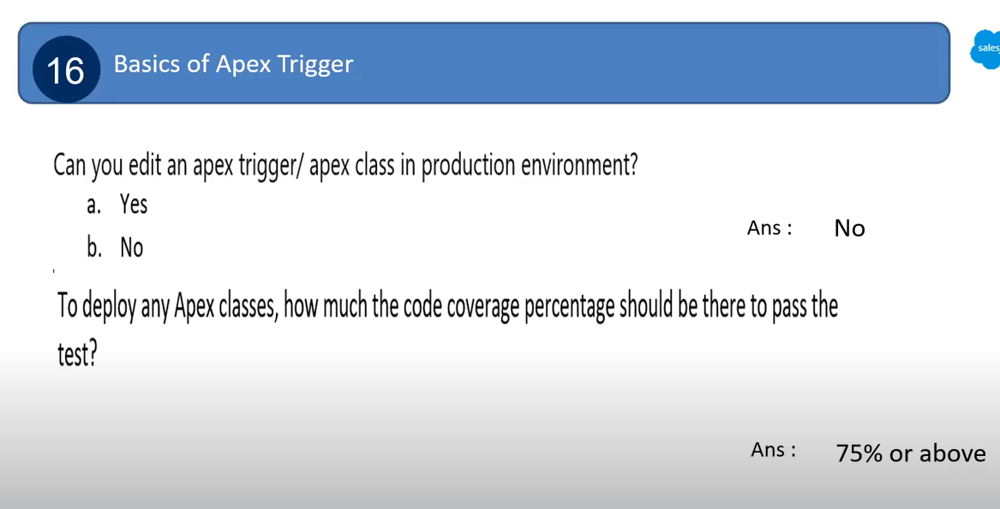 16 Basics of Apex Trigger
sales
Can you edit an apex trigger/ apex class in production environment?
a. Yes
b. No
Ans : No
To deploy any Apex classes, how much the code coverage percentage should be there to pass the
test?
Ans : 75% or above